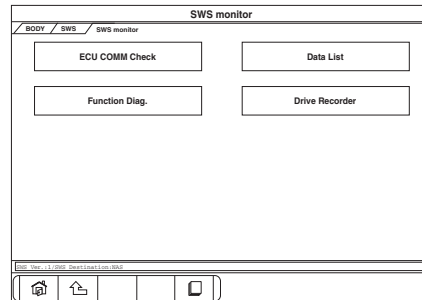 SWS monitor
BODY SWS SWS monitor
ECU COMM Check Data List
Function Diag. Drive Recorder
SWS Ver.:1/SWS Destination:NAS